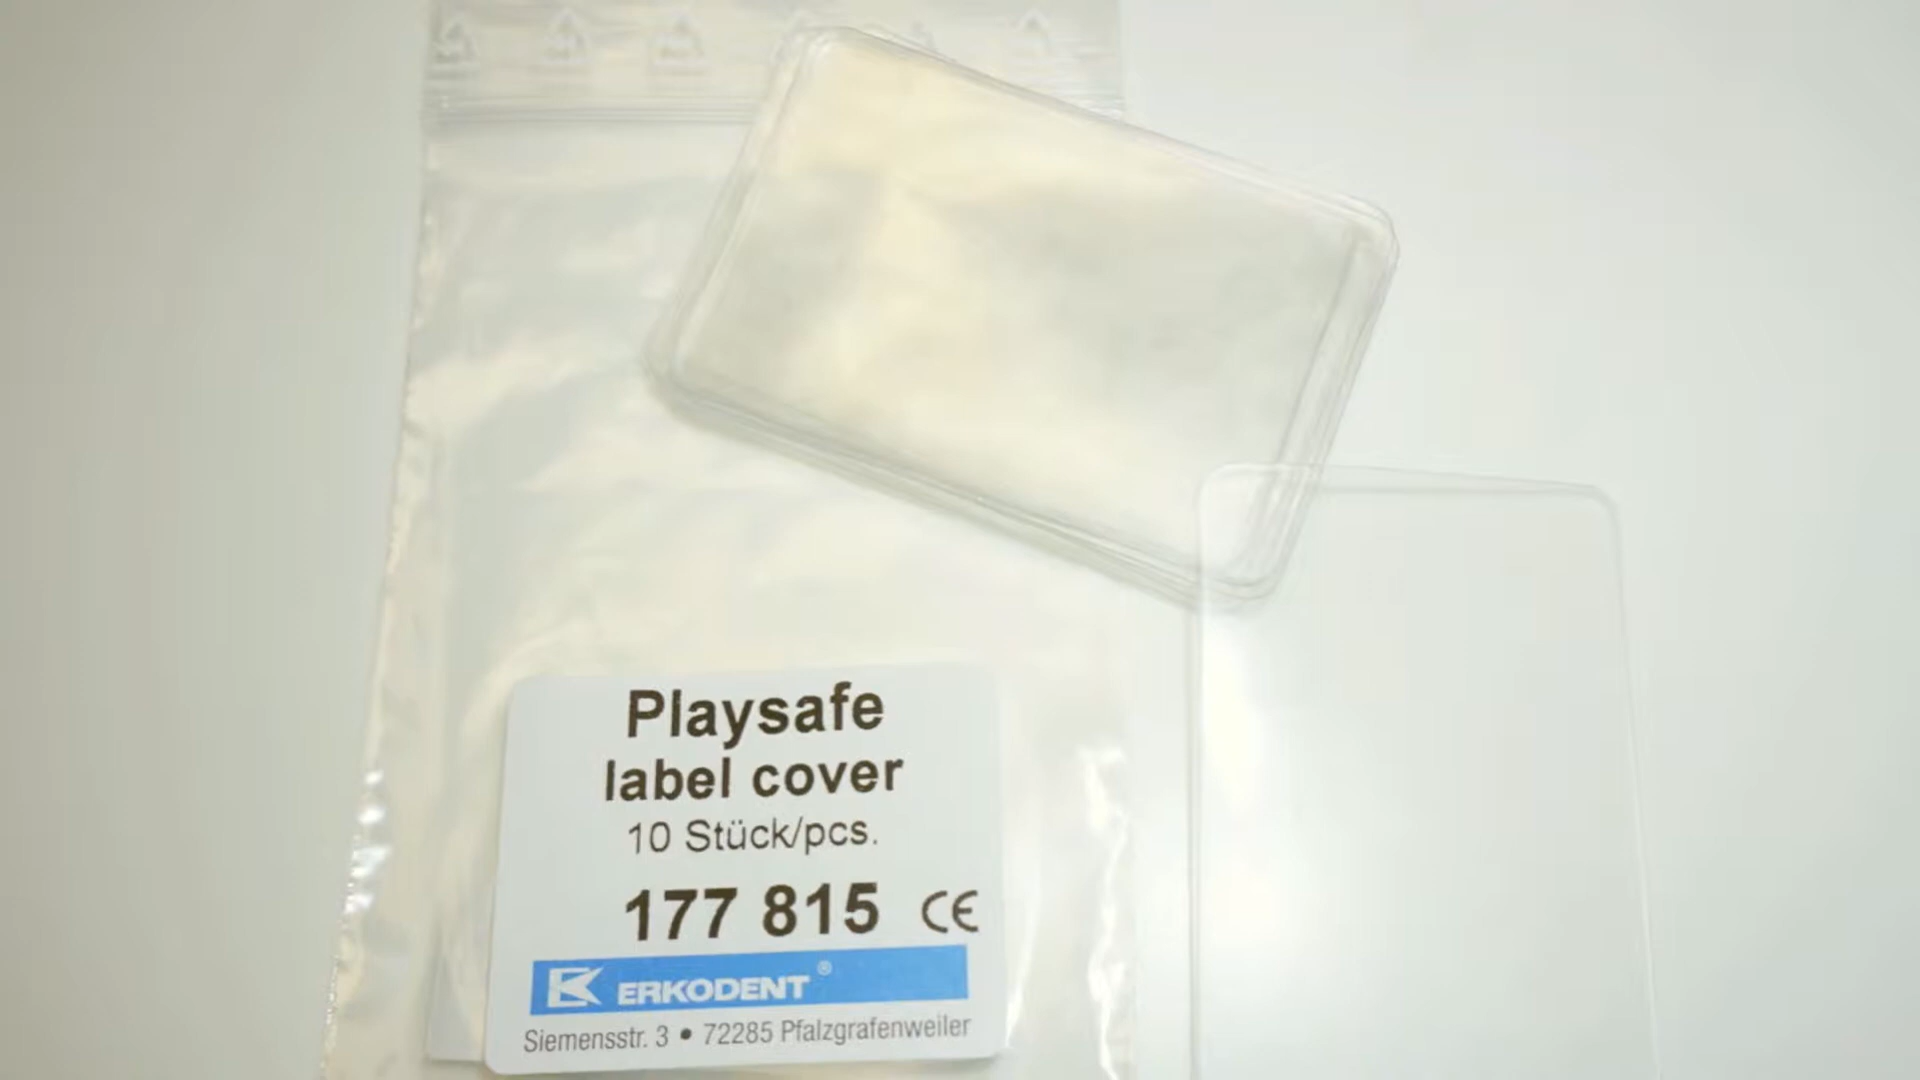 Playsafe
label cover
10 Stück/pcs.
177 815 CE
ERKODENT®
Siemensstr. 3 • 72285 Pfalzgrafenweiler